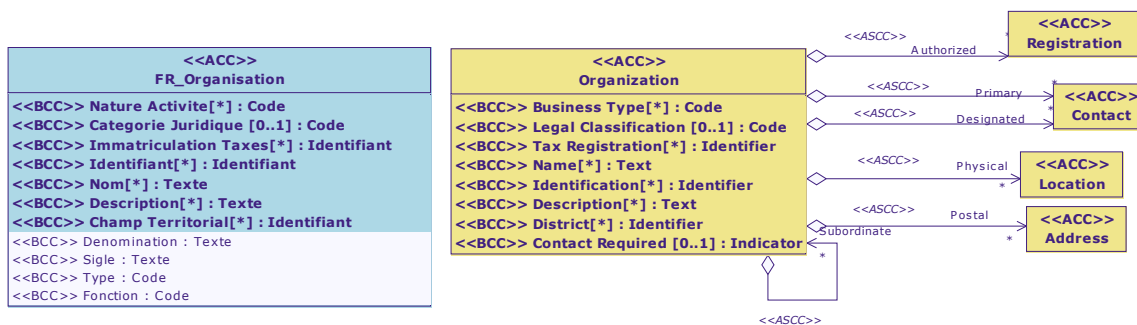 <<ACC>>
FR_Organisation
<<BCC>> Nature Activite[*] : Code
<<BCC>> Categorie Juridique [0..1] : Code
<<BCC>> Immatriculation Taxes[*] : Identifiant
<<BCC>> Identifiant[*] : Identifiant
<<BCC>> Nom[*] : Texte
<<BCC>> Description[*] : Texte
<<BCC>> Champ Territorial[*] : Identifiant
<<BCC>> Denomination : Texte
<<BCC>> Sigle : Texte
<<BCC>> Type : Code
<<BCC>> Fonction : Code
<<ACC>>
Organization
<<BCC>> Business Type[*] : Code
<<BCC>> Legal Classification [0..1] : Code
<<BCC>> Tax Registration[*] : Identifier
<<BCC>> Name[*] : Text
<<BCC>> Identification[*] : Identifier
<<BCC>> Description[*] : Text
<<BCC>> District[*] : Identifier
<<BCC>> Contact Required [0..1] : Indicator
<<ASCC>>
Authorized
*
<<ACC>>
Registration
<<ASCC>>
Primary
*
<<ASCC>>
Designated
*
<<ACC>>
Contact
<<ASCC>>
Physical
*
<<ACC>>
Location
<<ASCC>>
Postal
*
<<ACC>>
Address
Subordinate
*
<<ASCC>>